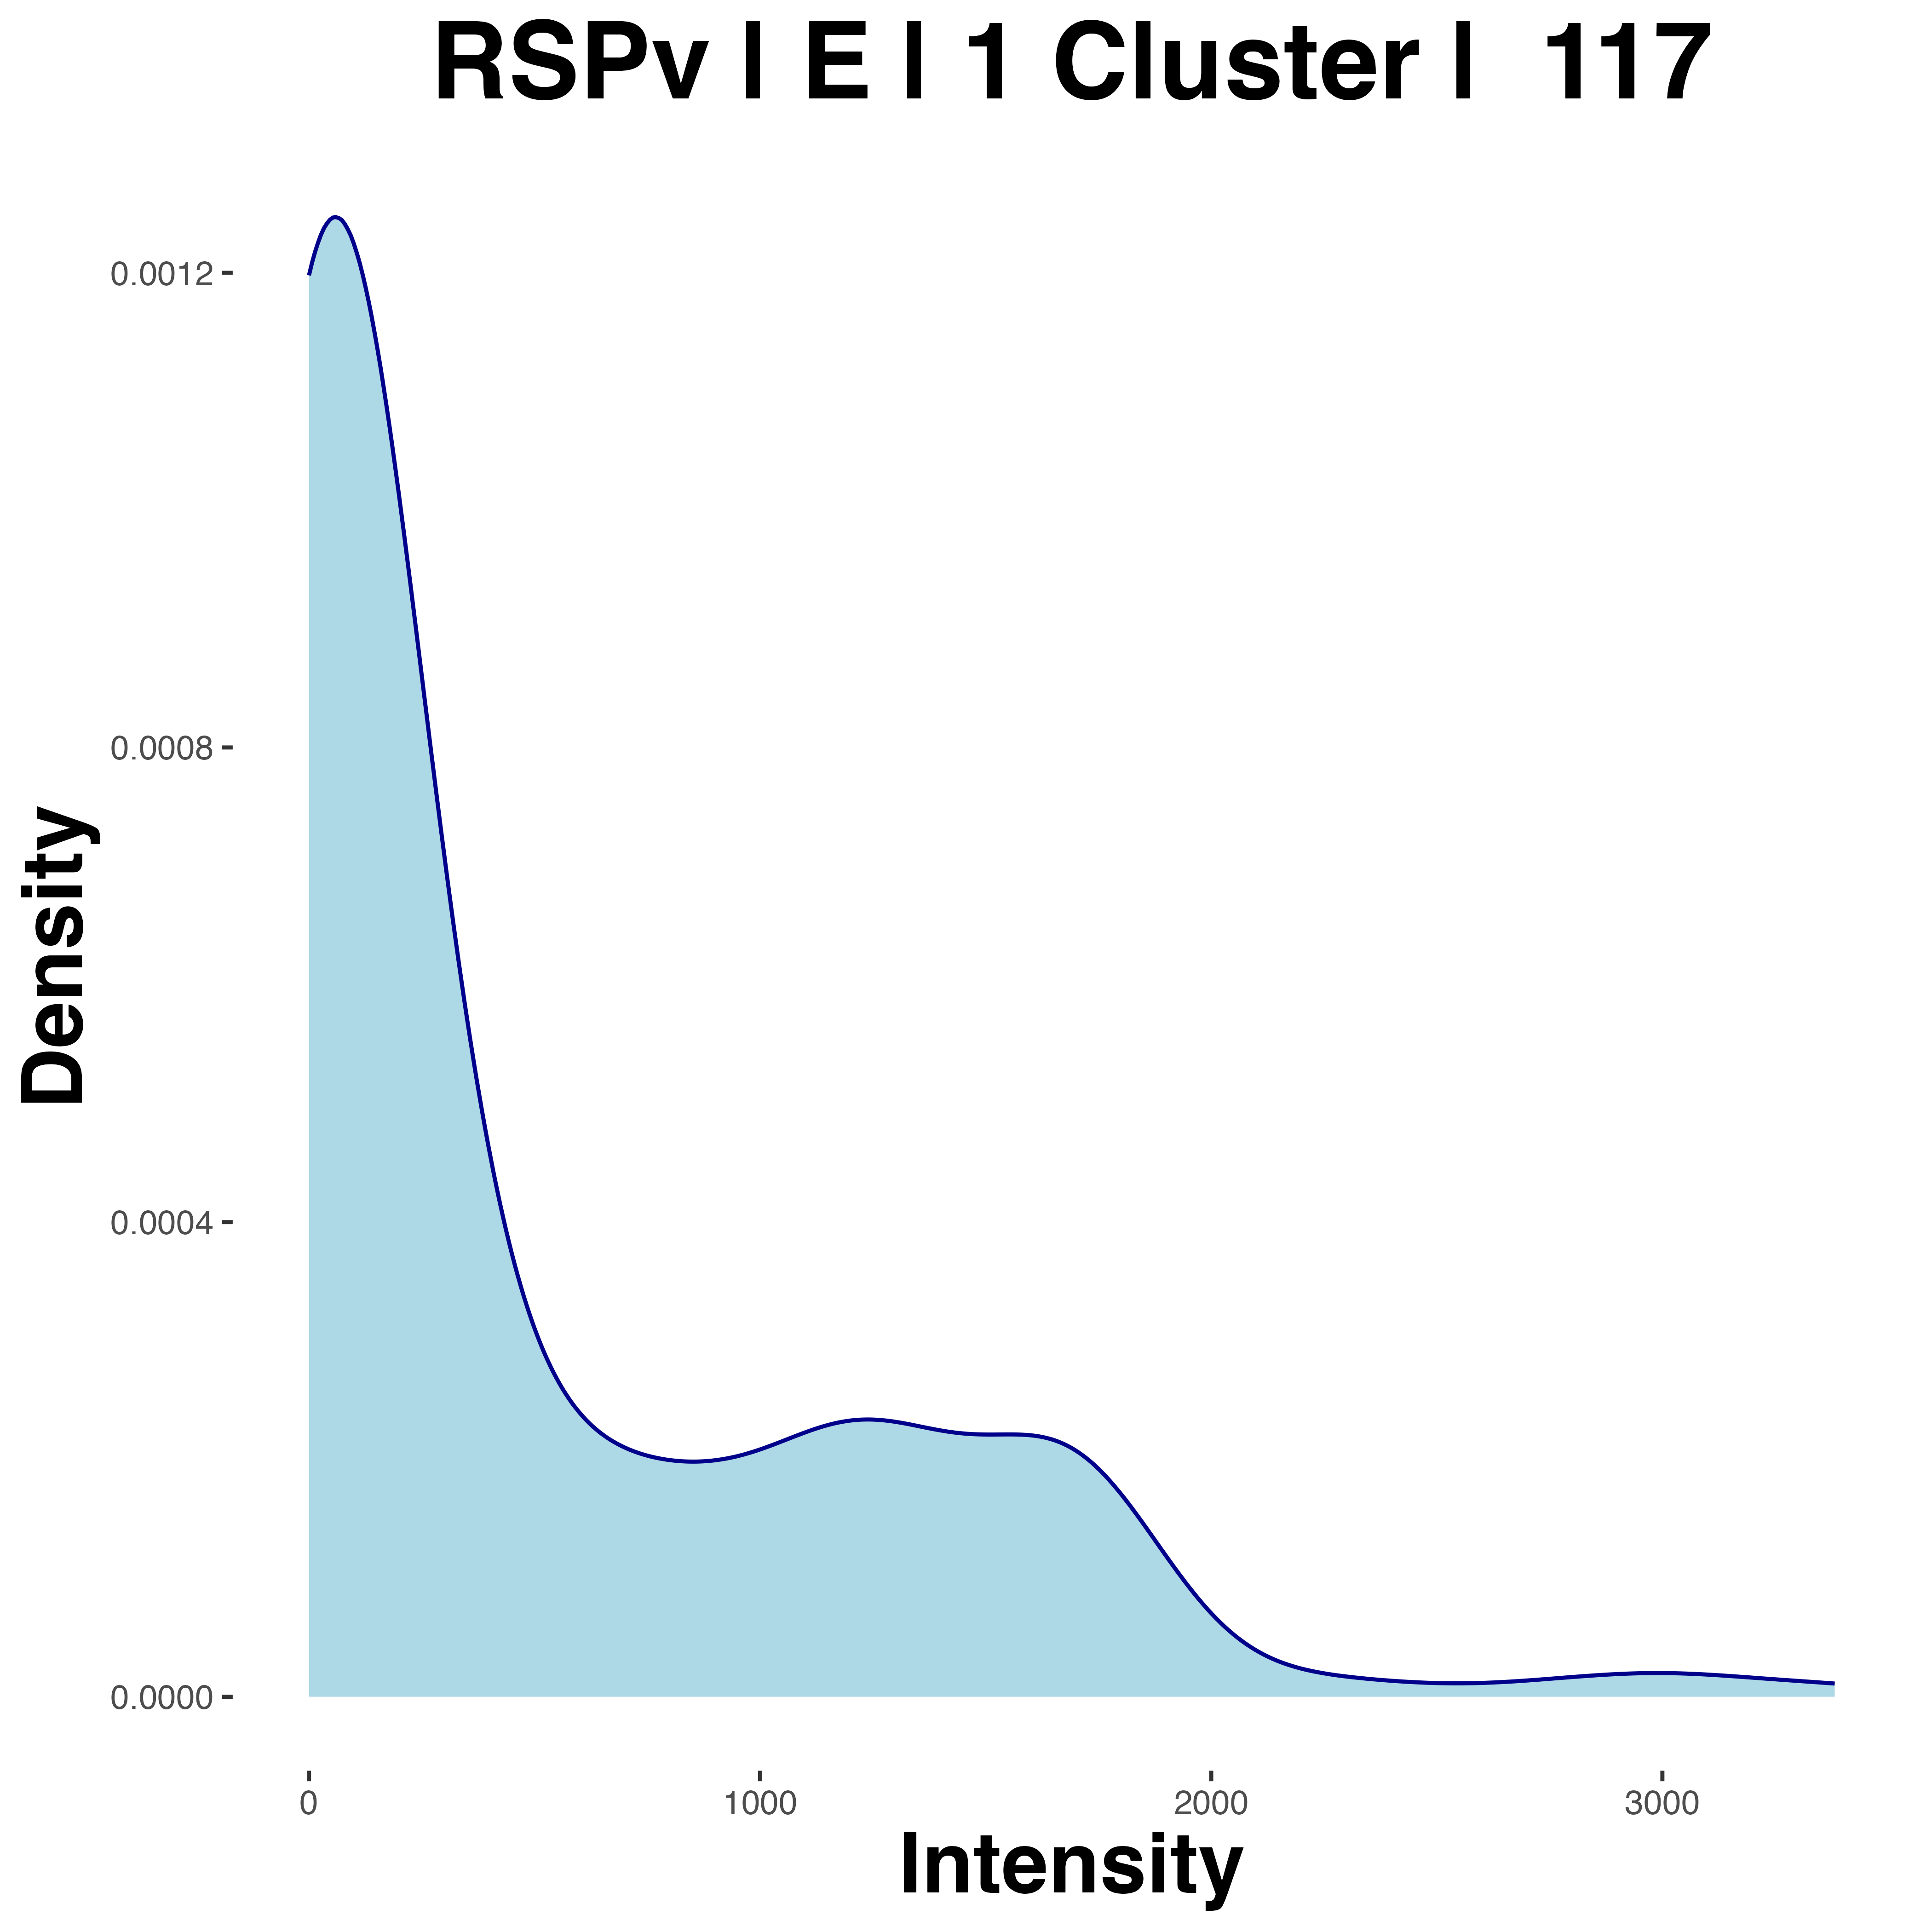 RSPv | E | 1 Cluster | 117
0.0012
0.0008
0.0004
0.0000
Density
0 1000 2000 3000
Intensity